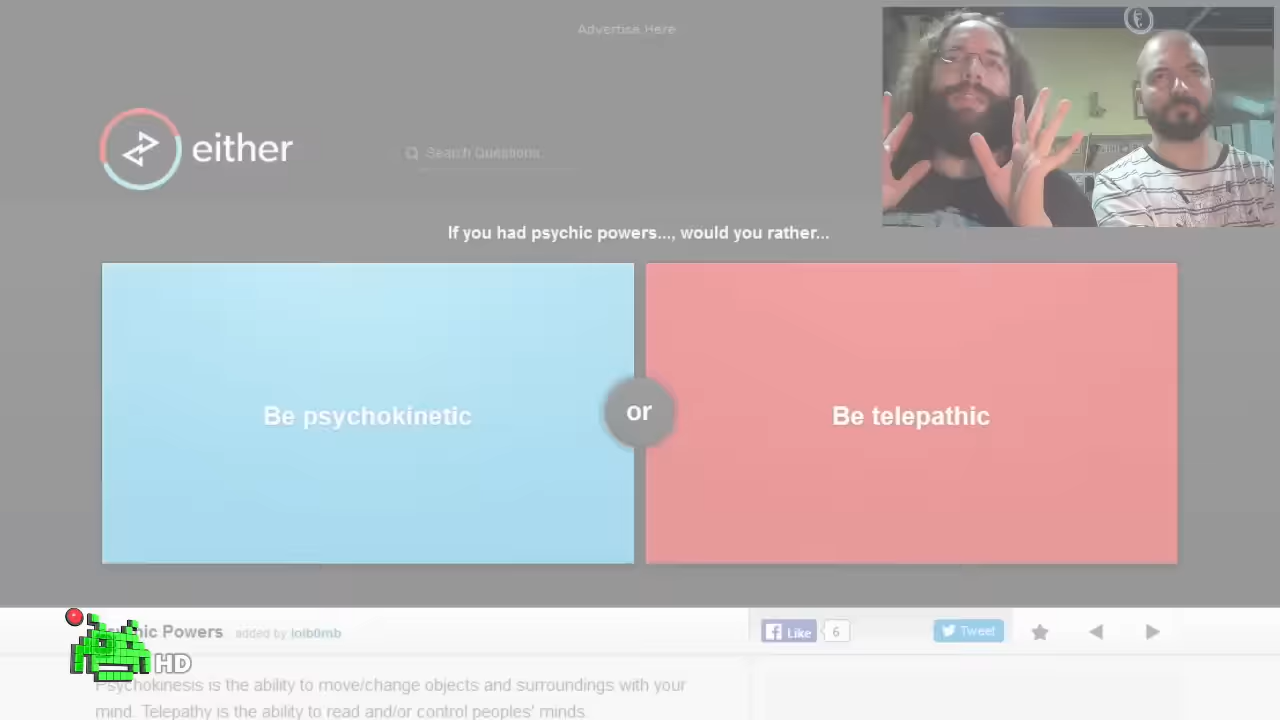 Advertise Here
either
Search Questions
If you had psychic powers..., would you rather...
Be psychokinetic
or
Be telepathic
Powers added by lolb0mb
Like 6
Tweet
HD
Psychokinesis is the ability to move/change objects and surroundings with your
mind. Telepathy is the ability to read and/or control peoples' minds.